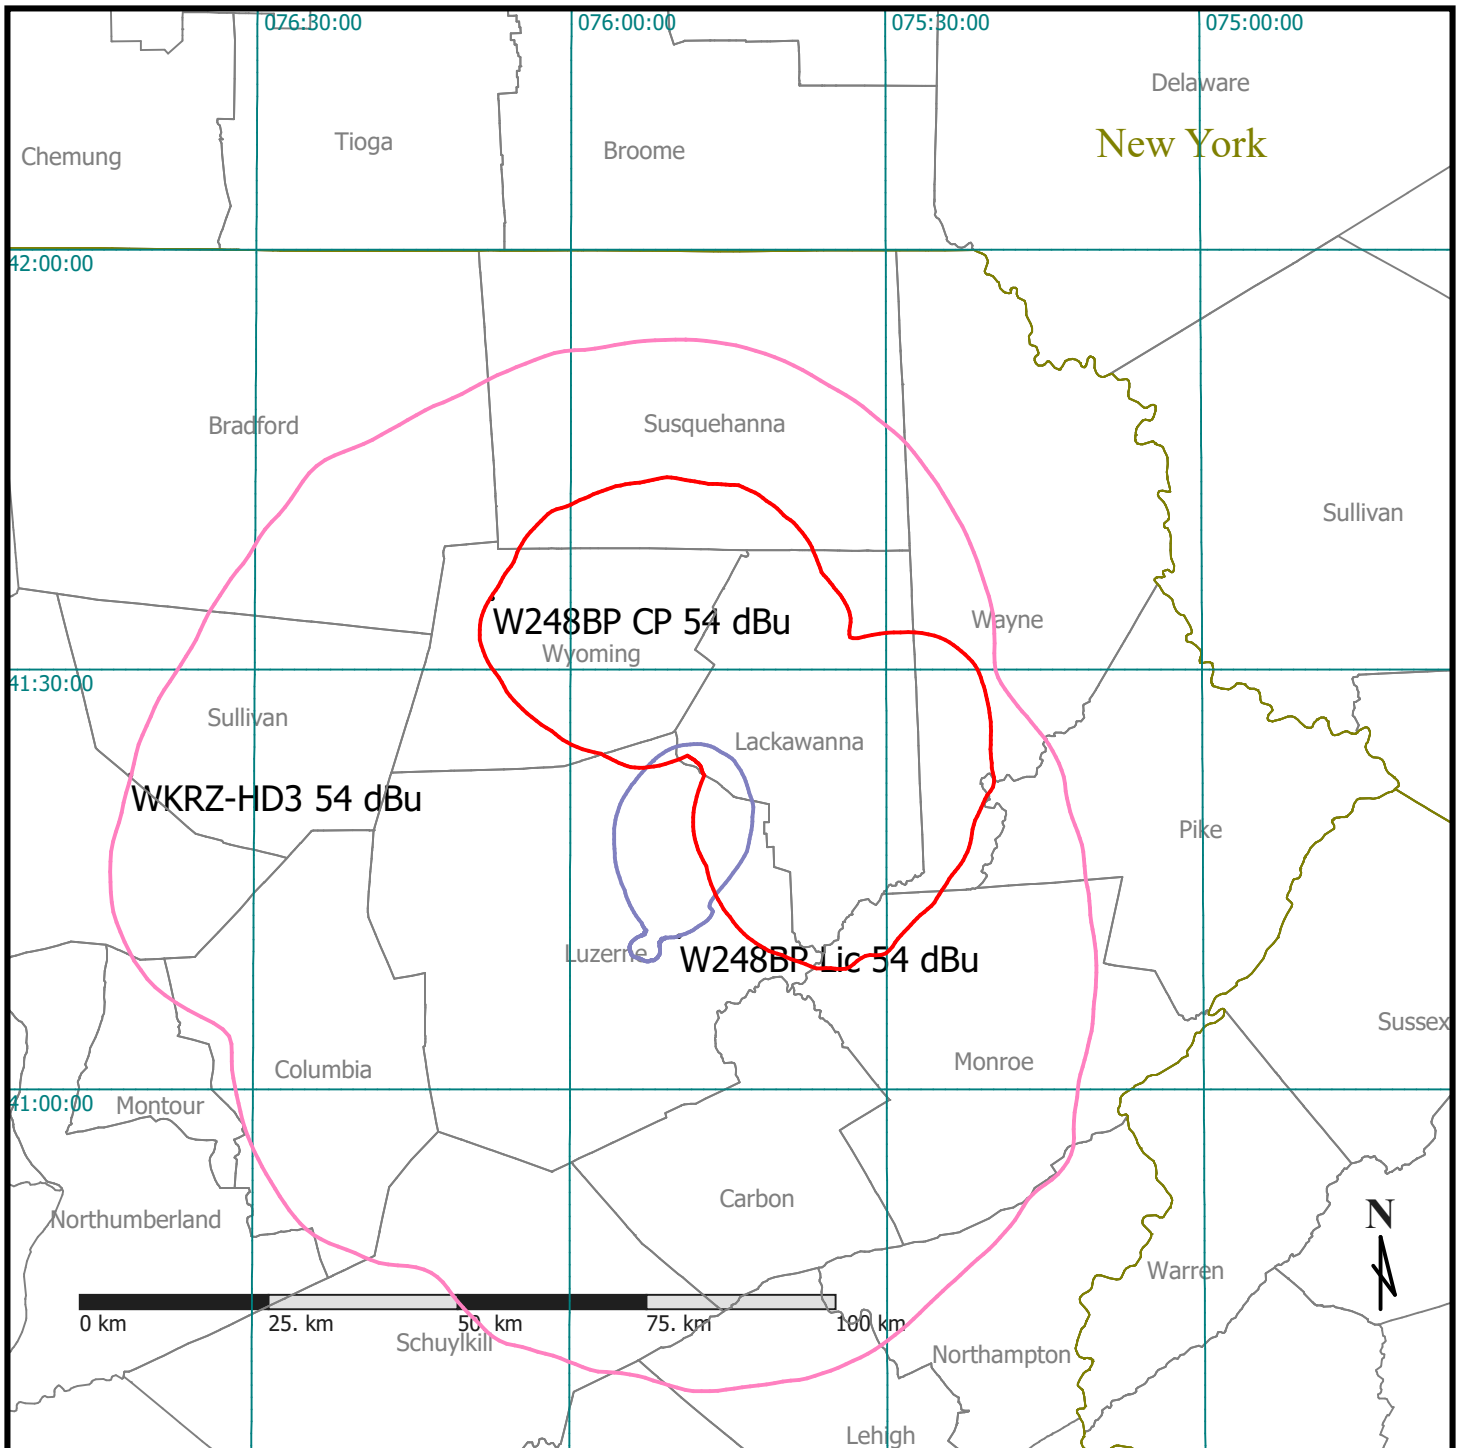 076:30:00
076:00:00
075:30:00
075:00:00
Delaware
New York
Tioga
Broome
Chemung
42:00:00
Bradford
Susquehanna
Sullivan
W248BP CP 54 dBu
Wayne
Wyoming
41:30:00
Sullivan
Lackawanna
WKRZ-HD3 54 dBu
Pike
Luzerne
W248BP Lic 54 dBu
Sussex
Columbia
Monroe
41:00:00
Montour
Carbon
Northumberland
N
Warren
0 km 25. km 50. km 75. km 100 km
Schuylkill
Northampton
Lehigh